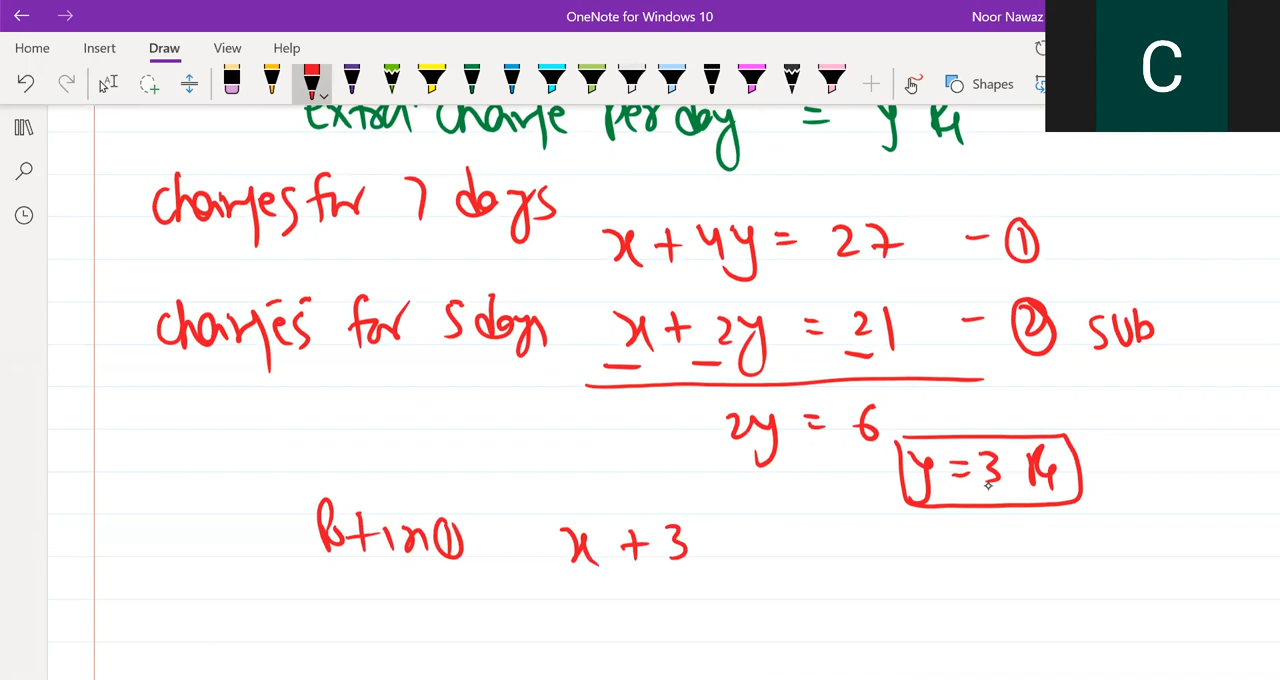 OneNote for Windows 10
Noor Nawaz
Home Insert Draw View Help
Shapes
C
Extra Charge Per day = y Rs
Charges for 7 days
x + 4y = 27 - ①
Charges for 5 days x + 2y = 21 - ② Sub
2y = 6
y = 3 Rs
Put in ① x + 3